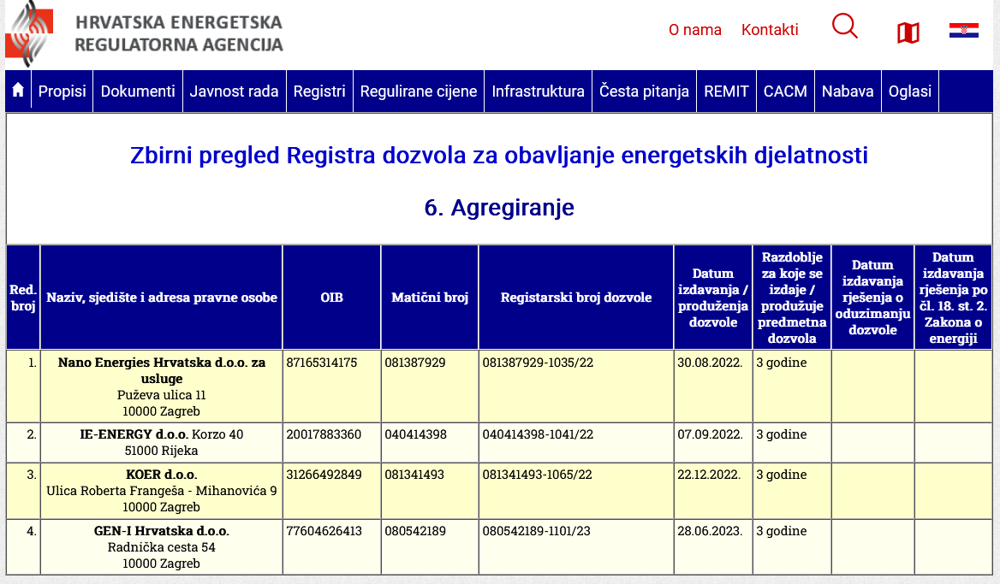 HRVATSKA ENERGETSKA
REGULATORNA AGENCIJA
O nama Kontakti
Propisi Dokumenti Javnost rada Registri Regulirane cijene Infrastruktura Česta pitanja REMIT CACM Nabava Oglasi
Zbirni pregled Registra dozvola za obavljanje energetskih djelatnosti
6. Agregiranje
Red.
broj
Naziv, sjedište i adresa pravne osobe
OIB
Matični broj
Registarski broj dozvole
Datum
izdavanja /
produženja
dozvole
Razdoblje
za koje se
izdaje /
produžuje
predmetna
dozvola
Datum
izdavanja
rješenja o
oduzimanju
dozvole
Datum
izdavanja
rješenja po
čl. 18. st. 2.
Zakona o
energiji
1. Nano Energies Hrvatska d.o.o. za 87165314175 081387929 081387929-1035/22 30.08.2022. 3 godine
usluge
Puževa ulica 11
10000 Zagreb
2. IE-ENERGY d.o.o. Korzo 40 20017883360 040414398 040414398-1041/22 07.09.2022. 3 godine
51000 Rijeka
3. KOER d.o.o. 31266492849 081341493 081341493-1065/22 22.12.2022. 3 godine
Ulica Roberta Frangeša - Mihanovića 9
10000 Zagreb
4. GEN-I Hrvatska d.o.o. 77604626413 080542189 080542189-1101/23 28.06.2023. 3 godine
Radnička cesta 54
10000 Zagreb